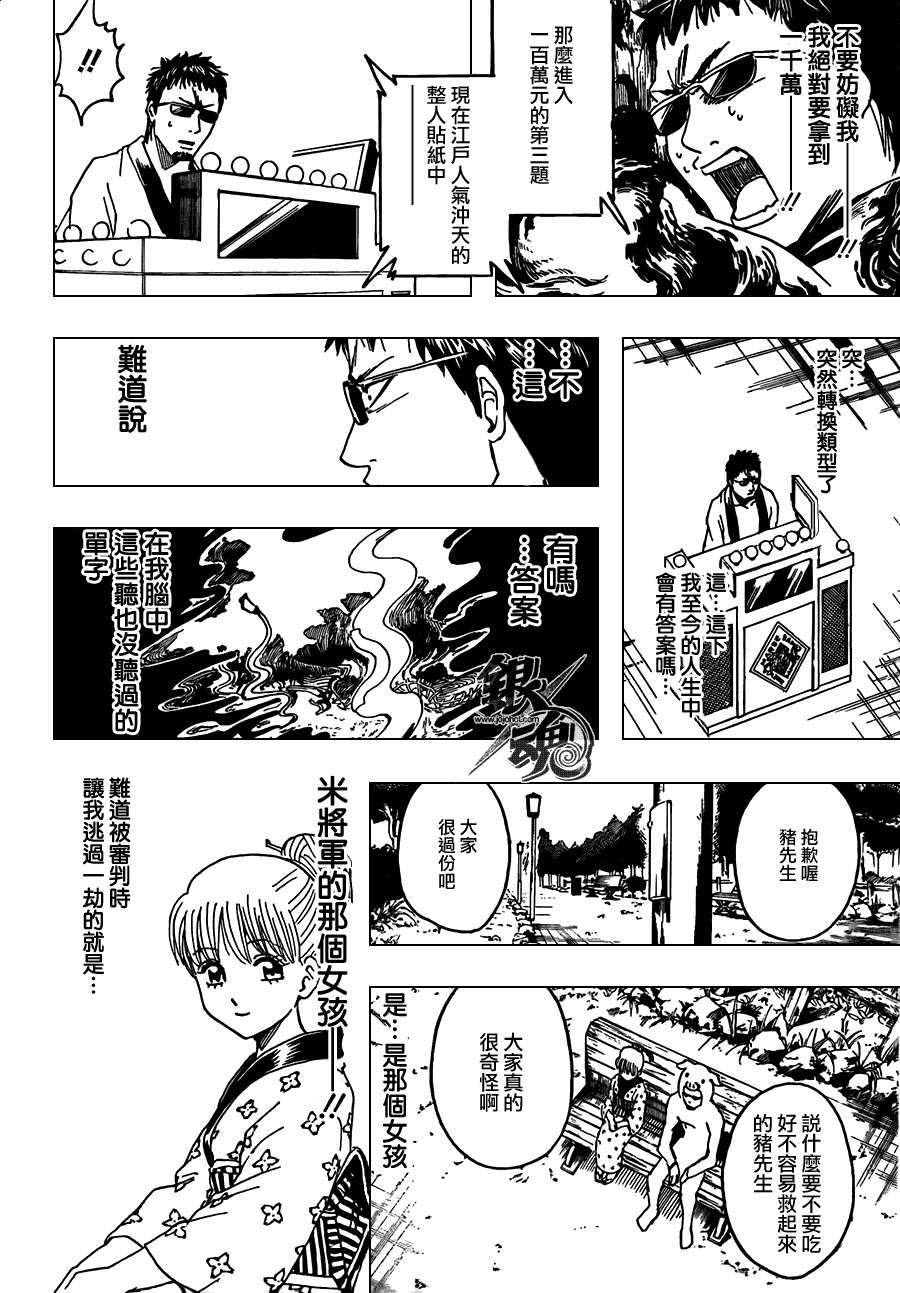 不要妨礙我
我絕對要拿到
一千萬——!!
那麼進入
一百萬元的第三題
現在江戶人氣沖天的
整人貼紙中
!!
突…
突然轉換類型了
這…這下
我至今的人生中
會有答案嗎…
…不
…這
難道說
有嗎
…答案
在我腦中
這些聽也沒聽過的
單字
銀魂
www.jojohot.com
抱歉喔
豬先生
大家
很過份吧
説什麼要不要吃
好不容易救起來
的豬先生
大家真的
很奇怪啊
是…是那個女孩
米將軍的那個女孩——!!
難道被審判時
讓我逃過一劫的就是…